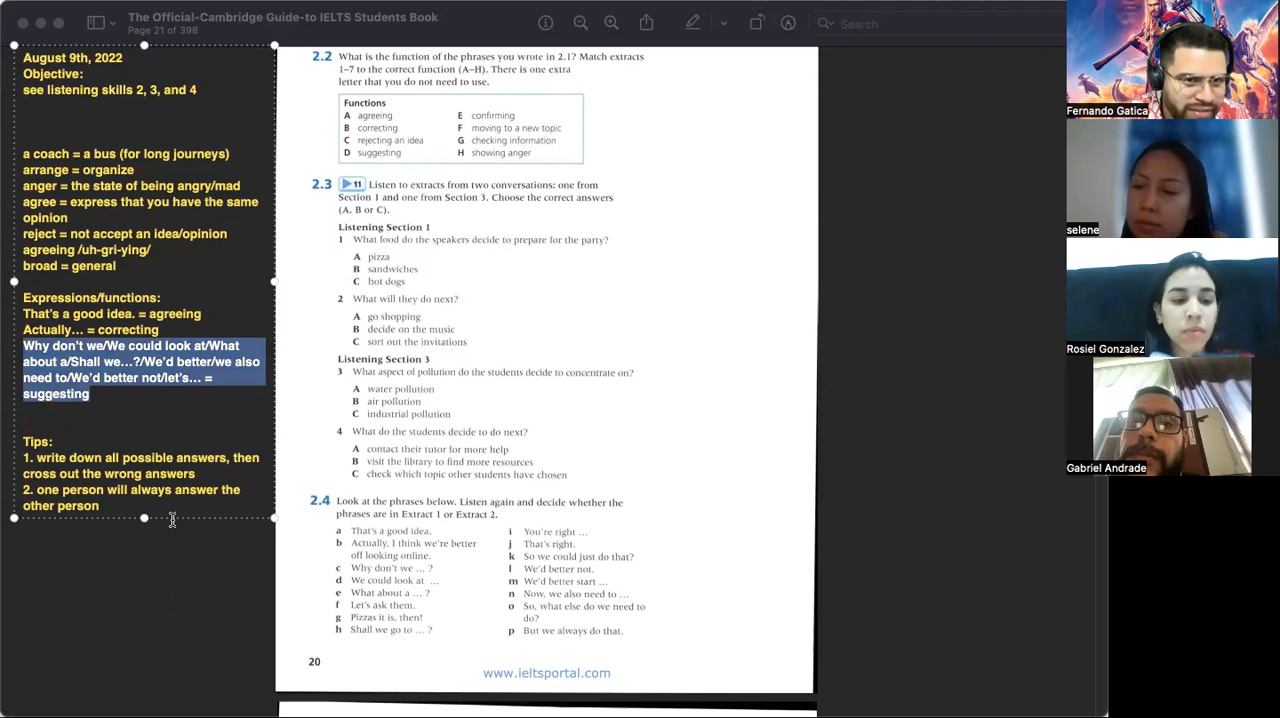 The Official-Cambridge Guide-to IELTS Students Book
Page 21 of 398
Search
August 9th, 2022
Objective:
see listening skills 2, 3, and 4
a coach = a bus (for long journeys)
arrange = organize
anger = the state of being angry/mad
agree = express that you have the same
opinion
reject = not accept an idea/opinion
agreeing /uh-gri-ying/
broad = general
Expressions/functions:
That's a good idea. = agreeing
Actually... = correcting
Why don't we/We could look at/What
about a/Shall we...?/We'd better/we also
need to/We'd better not/let's... =
suggesting
Tips:
1. write down all possible answers, then
cross out the wrong answers
2. one person will always answer the
other person
2.2 What is the function of the phrases you wrote in 2.1? Match extracts
1–7 to the correct function (A–H). There is one extra
letter that you do not need to use.
Functions
A agreeing
B correcting
C rejecting an idea
D suggesting
E confirming
F moving to a new topic
G checking information
H showing anger
2.3 11 Listen to extracts from two conversations: one from
Section 1 and one from Section 3. Choose the correct answers
(A, B or C).
Listening Section 1
1 What food do the speakers decide to prepare for the party?
A pizza
B sandwiches
C hot dogs
2 What will they do next?
A go shopping
B decide on the music
C sort out the invitations
Listening Section 3
3 What aspect of pollution do the students decide to concentrate on?
A water pollution
B air pollution
C industrial pollution
4 What do the students decide to do next?
A contact their tutor for more help
B visit the library to find more resources
C check which topic other students have chosen
2.4 Look at the phrases below. Listen again and decide whether the
phrases are in Extract 1 or Extract 2.
a That's a good idea.
b Actually, I think we're better
off looking online.
c Why don't we ... ?
d We could look at ...
e What about a ... ?
f Let's ask them.
g Pizzas it is, then!
h Shall we go to ... ?
i You're right ...
j That's right.
k So we could just do that?
l We'd better not.
m We'd better start ...
n Now, we also need to ...
o So, what else do we need to
do?
p But we always do that.
20
www.ieltsportal.com
Fernando Gatica
selene
Rosiel Gonzalez
Gabriel Andrade